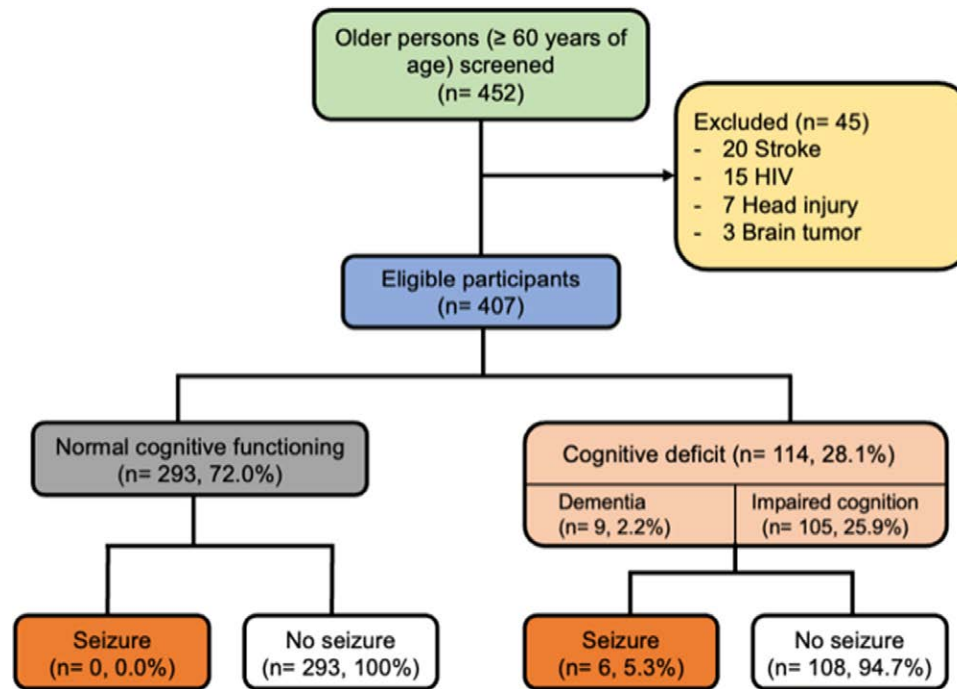 Older persons (≥ 60 years of
age) screened
(n= 452)
Excluded (n= 45)
- 20 Stroke
- 15 HIV
- 7 Head injury
- 3 Brain tumor
Eligible participants
(n= 407)
Normal cognitive functioning
(n= 293, 72.0%)
Cognitive deficit (n= 114, 28.1%)
Dementia
(n= 9, 2.2%)
Impaired cognition
(n= 105, 25.9%)
Seizure
(n= 0, 0.0%)
No seizure
(n= 293, 100%)
Seizure
(n= 6, 5.3%)
No seizure
(n= 108, 94.7%)